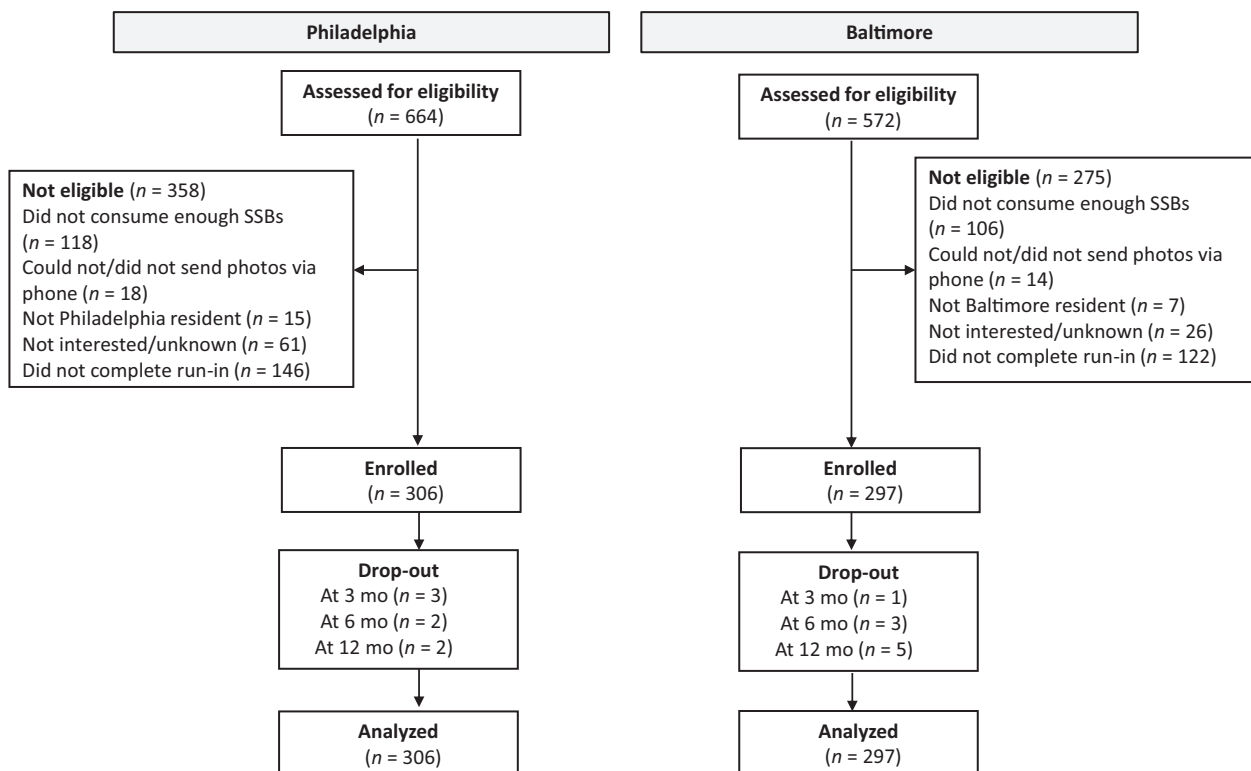 Philadelphia
Assessed for eligibility
(n = 664)
Not eligible (n = 358)
Did not consume enough SSBs
(n = 118)
Could not/did not send photos via
phone (n = 18)
Not Philadelphia resident (n = 15)
Not interested/unknown (n = 61)
Did not complete run-in (n = 146)
Enrolled
(n = 306)
Drop-out
At 3 mo (n = 3)
At 6 mo (n = 2)
At 12 mo (n = 2)
Analyzed
(n = 306)
Baltimore
Assessed for eligibility
(n = 572)
Not eligible (n = 275)
Did not consume enough SSBs
(n = 106)
Could not/did not send photos via
phone (n = 14)
Not Baltimore resident (n = 7)
Not interested/unknown (n = 26)
Did not complete run-in (n = 122)
Enrolled
(n = 297)
Drop-out
At 3 mo (n = 1)
At 6 mo (n = 3)
At 12 mo (n = 5)
Analyzed
(n = 297)